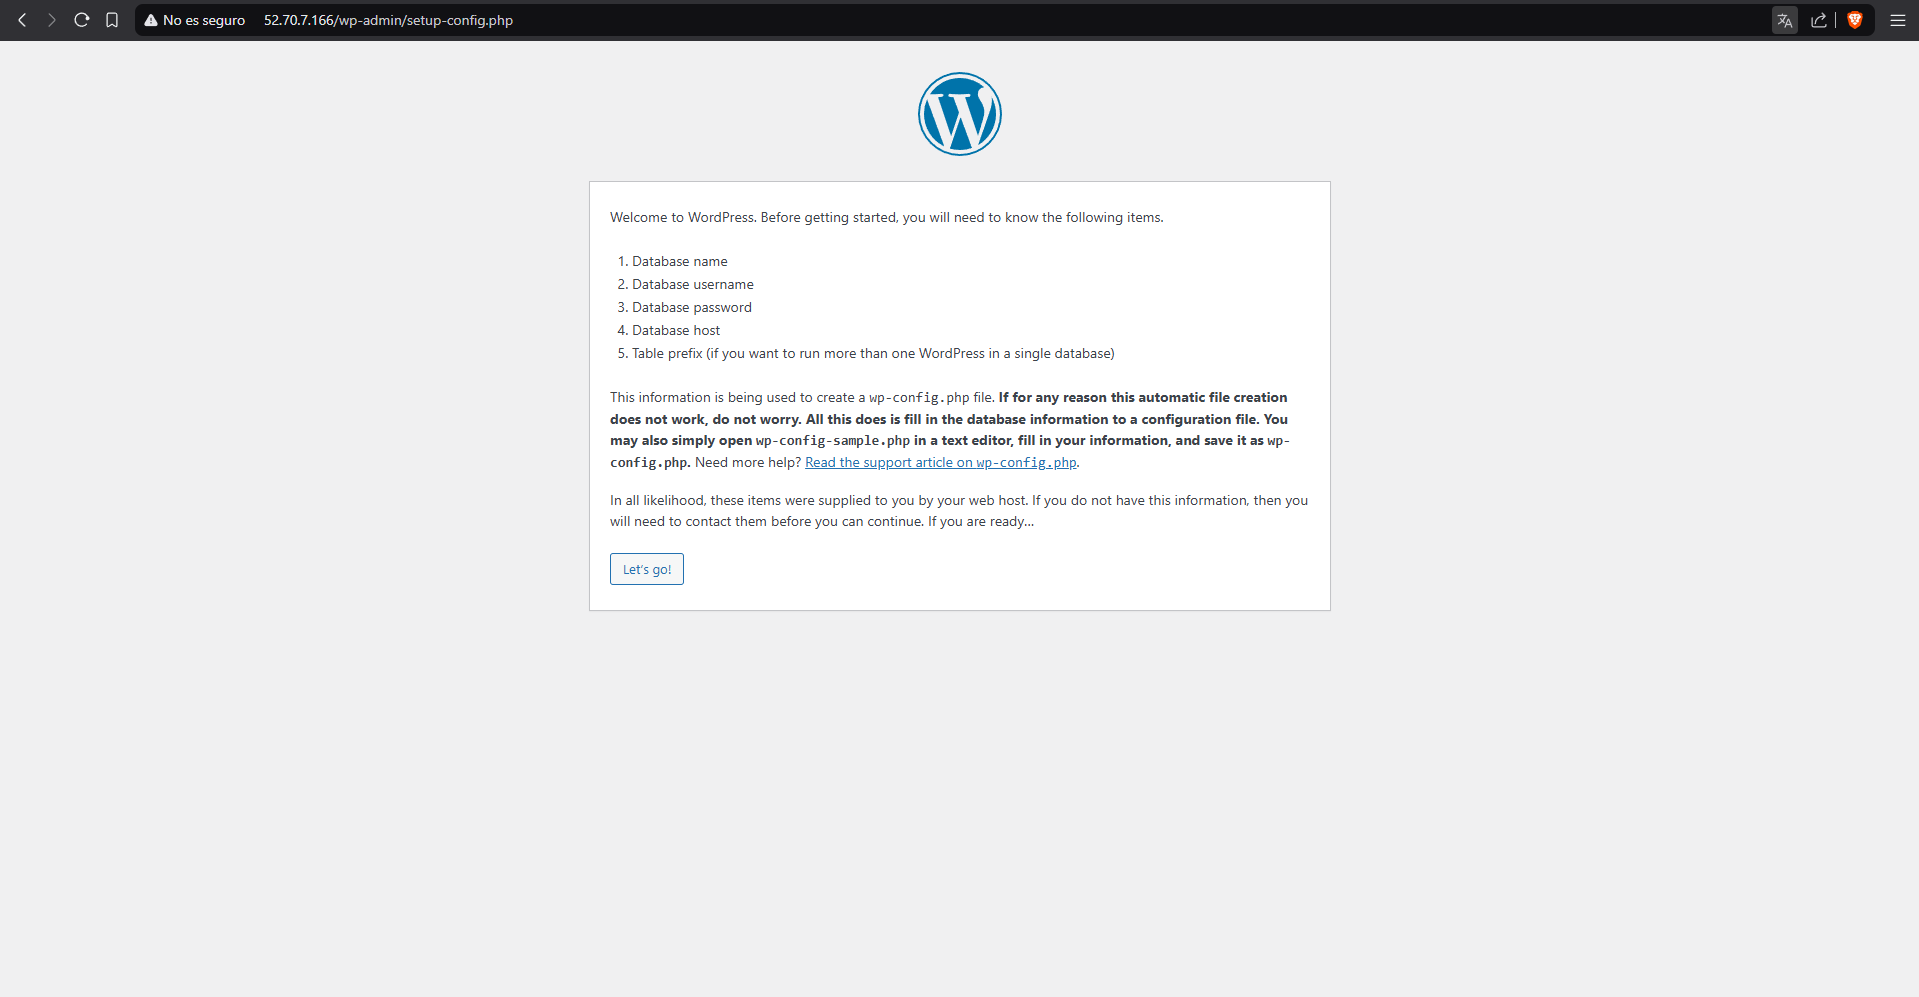 No es seguro 52.70.7.166/wp-admin/setup-config.php
Welcome to WordPress. Before getting started, you will need to know the following items.
1. Database name
2. Database username
3. Database password
4. Database host
5. Table prefix (if you want to run more than one WordPress in a single database)
This information is being used to create a wp-config.php file. If for any reason this automatic file creation
does not work, do not worry. All this does is fill in the database information to a configuration file. You
may also simply open wp-config-sample.php in a text editor, fill in your information, and save it as wp-
config.php. Need more help? Read the support article on wp-config.php.
In all likelihood, these items were supplied to you by your web host. If you do not have this information, then you
will need to contact them before you can continue. If you are ready…
Let's go!